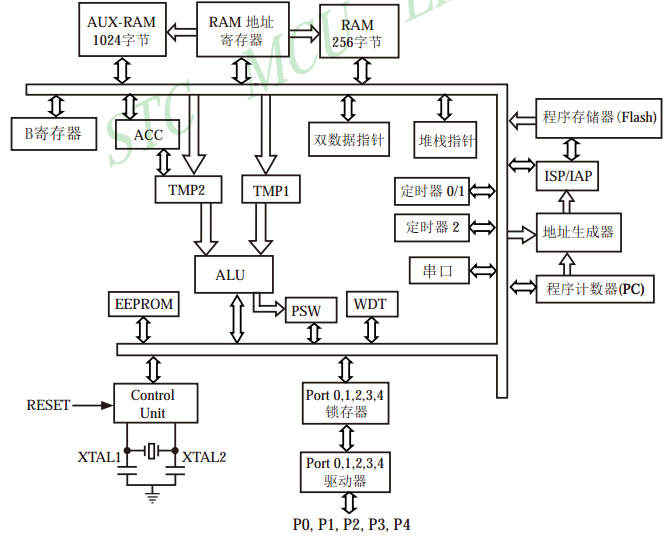 STC MCU
AUX-RAM
1024字节
RAM 地址
寄存器
RAM
256字节
B寄存器
ACC
双数据指针
堆栈指针
程序存储器(Flash)
ISP/IAP
TMP2
TMP1
定时器 0/1
定时器 2
地址生成器
串口
ALU
程序计数器(PC)
EEPROM
PSW
WDT
RESET
Control
Unit
Port 0,1,2,3,4
锁存器
XTAL1
XTAL2
Port 0,1,2,3,4
驱动器
P0, P1, P2, P3, P4